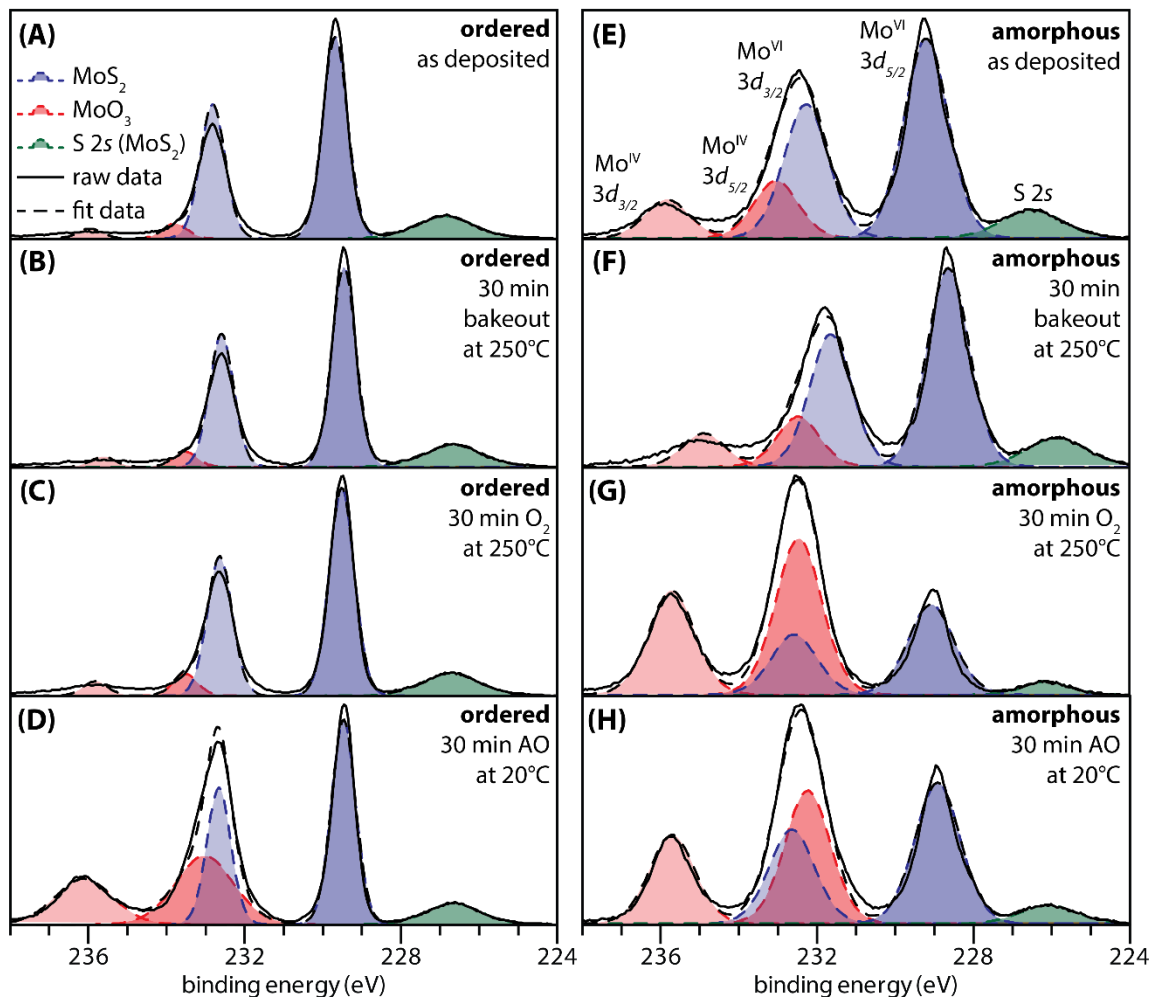 (A)
ordered
as deposited
MoS2
MoO3
S 2s (MoS2)
raw data
fit data
(B)
ordered
30 min
bakeout
at 250°C
(C)
ordered
30 min O2
at 250°C
(D)
ordered
30 min AO
at 20°C
236
232
228
224
binding energy (eV)
(E)
amorphous
as deposited
MoVI
3d5/2
MoVI
3d3/2
MoIV
3d5/2
MoIV
3d3/2
S 2s
(F)
amorphous
30 min
bakeout
at 250°C
(G)
amorphous
30 min O2
at 250°C
(H)
amorphous
30 min AO
at 20°C
236
232
228
224
binding energy (eV)